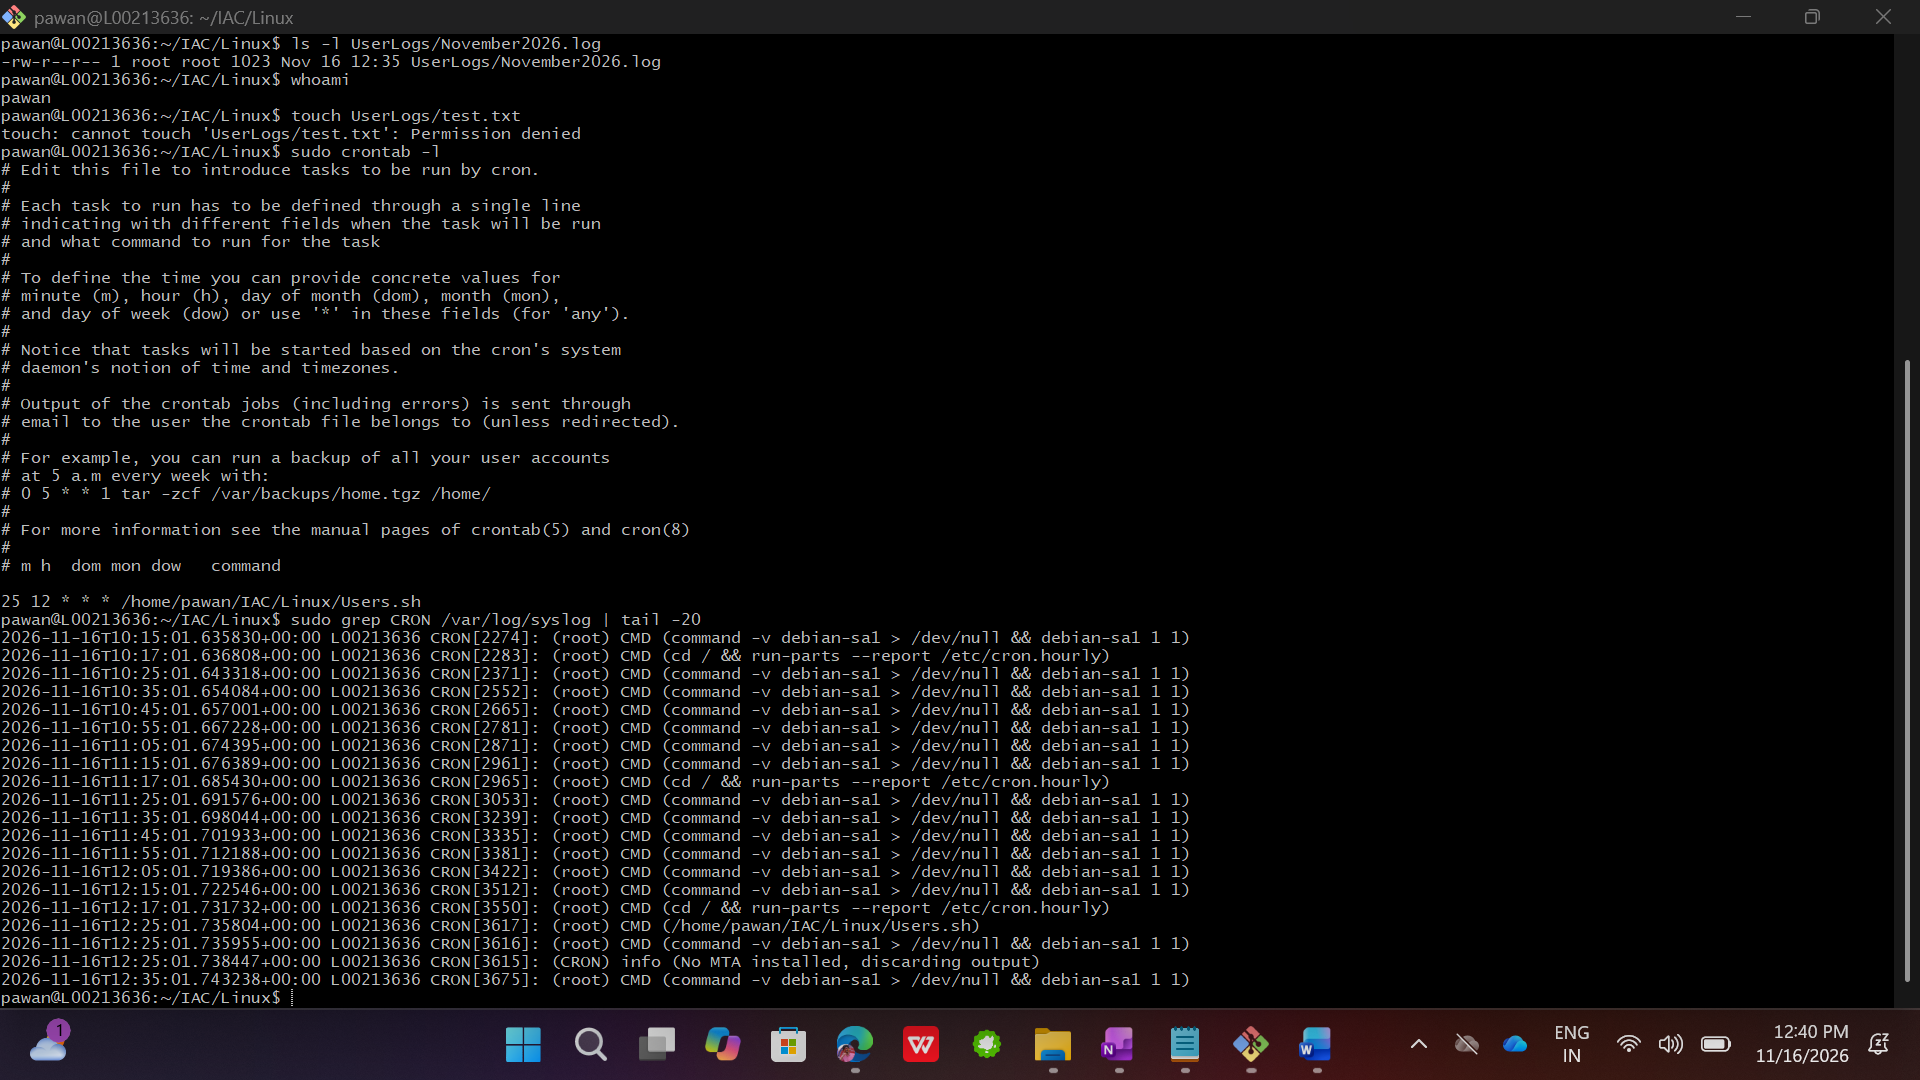 pawan@L00213636: ~/IAC/Linux
pawan@L00213636:~/IAC/Linux$ ls -l UserLogs/November2026.log
-rw-r--r-- 1 root root 1023 Nov 16 12:35 UserLogs/November2026.log
pawan@L00213636:~/IAC/Linux$ whoami
pawan
pawan@L00213636:~/IAC/Linux$ touch UserLogs/test.txt
touch: cannot touch 'UserLogs/test.txt': Permission denied
pawan@L00213636:~/IAC/Linux$ sudo crontab -l
# Edit this file to introduce tasks to be run by cron.
#
# Each task to run has to be defined through a single line
# indicating with different fields when the task will be run
# and what command to run for the task
#
# To define the time you can provide concrete values for
# minute (m), hour (h), day of month (dom), month (mon),
# and day of week (dow) or use '*' in these fields (for 'any').
#
# Notice that tasks will be started based on the cron's system
# daemon's notion of time and timezones.
#
# Output of the crontab jobs (including errors) is sent through
# email to the user the crontab file belongs to (unless redirected).
#
# For example, you can run a backup of all your user accounts
# at 5 a.m every week with:
# 0 5 * * 1 tar -zcf /var/backups/home.tgz /home/
#
# For more information see the manual pages of crontab(5) and cron(8)
#
# m h  dom mon dow   command
25 12 * * * /home/pawan/IAC/Linux/Users.sh
pawan@L00213636:~/IAC/Linux$ sudo grep CRON /var/log/syslog | tail -20
2026-11-16T10:15:01.635830+00:00 L00213636 CRON[2274]: (root) CMD (command -v debian-sa1 > /dev/null && debian-sa1 1 1)
2026-11-16T10:17:01.636808+00:00 L00213636 CRON[2283]: (root) CMD (cd / && run-parts --report /etc/cron.hourly)
2026-11-16T10:25:01.643318+00:00 L00213636 CRON[2371]: (root) CMD (command -v debian-sa1 > /dev/null && debian-sa1 1 1)
2026-11-16T10:35:01.654084+00:00 L00213636 CRON[2552]: (root) CMD (command -v debian-sa1 > /dev/null && debian-sa1 1 1)
2026-11-16T10:45:01.657001+00:00 L00213636 CRON[2665]: (root) CMD (command -v debian-sa1 > /dev/null && debian-sa1 1 1)
2026-11-16T10:55:01.667228+00:00 L00213636 CRON[2781]: (root) CMD (command -v debian-sa1 > /dev/null && debian-sa1 1 1)
2026-11-16T11:05:01.674395+00:00 L00213636 CRON[2871]: (root) CMD (command -v debian-sa1 > /dev/null && debian-sa1 1 1)
2026-11-16T11:15:01.676389+00:00 L00213636 CRON[2961]: (root) CMD (command -v debian-sa1 > /dev/null && debian-sa1 1 1)
2026-11-16T11:17:01.685430+00:00 L00213636 CRON[2965]: (root) CMD (cd / && run-parts --report /etc/cron.hourly)
2026-11-16T11:25:01.691576+00:00 L00213636 CRON[3053]: (root) CMD (command -v debian-sa1 > /dev/null && debian-sa1 1 1)
2026-11-16T11:35:01.698044+00:00 L00213636 CRON[3239]: (root) CMD (command -v debian-sa1 > /dev/null && debian-sa1 1 1)
2026-11-16T11:45:01.701933+00:00 L00213636 CRON[3335]: (root) CMD (command -v debian-sa1 > /dev/null && debian-sa1 1 1)
2026-11-16T11:55:01.712188+00:00 L00213636 CRON[3381]: (root) CMD (command -v debian-sa1 > /dev/null && debian-sa1 1 1)
2026-11-16T12:05:01.719386+00:00 L00213636 CRON[3422]: (root) CMD (command -v debian-sa1 > /dev/null && debian-sa1 1 1)
2026-11-16T12:15:01.722546+00:00 L00213636 CRON[3512]: (root) CMD (command -v debian-sa1 > /dev/null && debian-sa1 1 1)
2026-11-16T12:17:01.731732+00:00 L00213636 CRON[3550]: (root) CMD (cd / && run-parts --report /etc/cron.hourly)
2026-11-16T12:25:01.735804+00:00 L00213636 CRON[3617]: (root) CMD (/home/pawan/IAC/Linux/Users.sh)
2026-11-16T12:25:01.735955+00:00 L00213636 CRON[3616]: (root) CMD (command -v debian-sa1 > /dev/null && debian-sa1 1 1)
2026-11-16T12:25:01.738447+00:00 L00213636 CRON[3615]: (CRON) info (No MTA installed, discarding output)
2026-11-16T12:35:01.743238+00:00 L00213636 CRON[3675]: (root) CMD (command -v debian-sa1 > /dev/null && debian-sa1 1 1)
pawan@L00213636:~/IAC/Linux$
1
W
N
W
ENG
IN
12:40 PM
11/16/2026